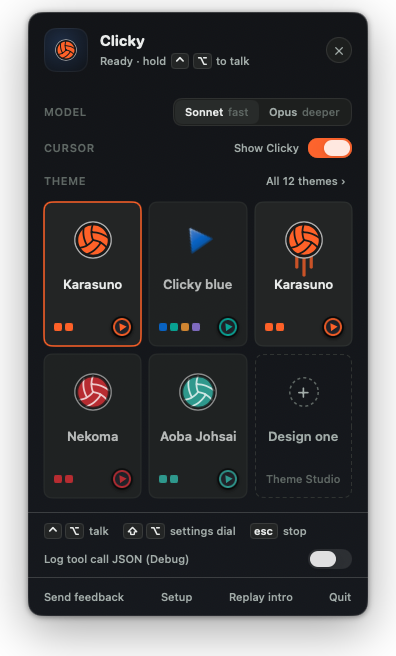 Clicky
Ready · hold ^ ⌥ to talk
MODEL Sonnet fast Opus deeper
CURSOR Show Clicky
THEME All 12 themes ›
Karasuno Clicky blue Karasuno
Nekoma Aoba Johsai Design one
Theme Studio
^ ⌥ talk ⇧ ⌥ settings dial esc stop
Log tool call JSON (Debug)
Send feedback Setup Replay intro Quit